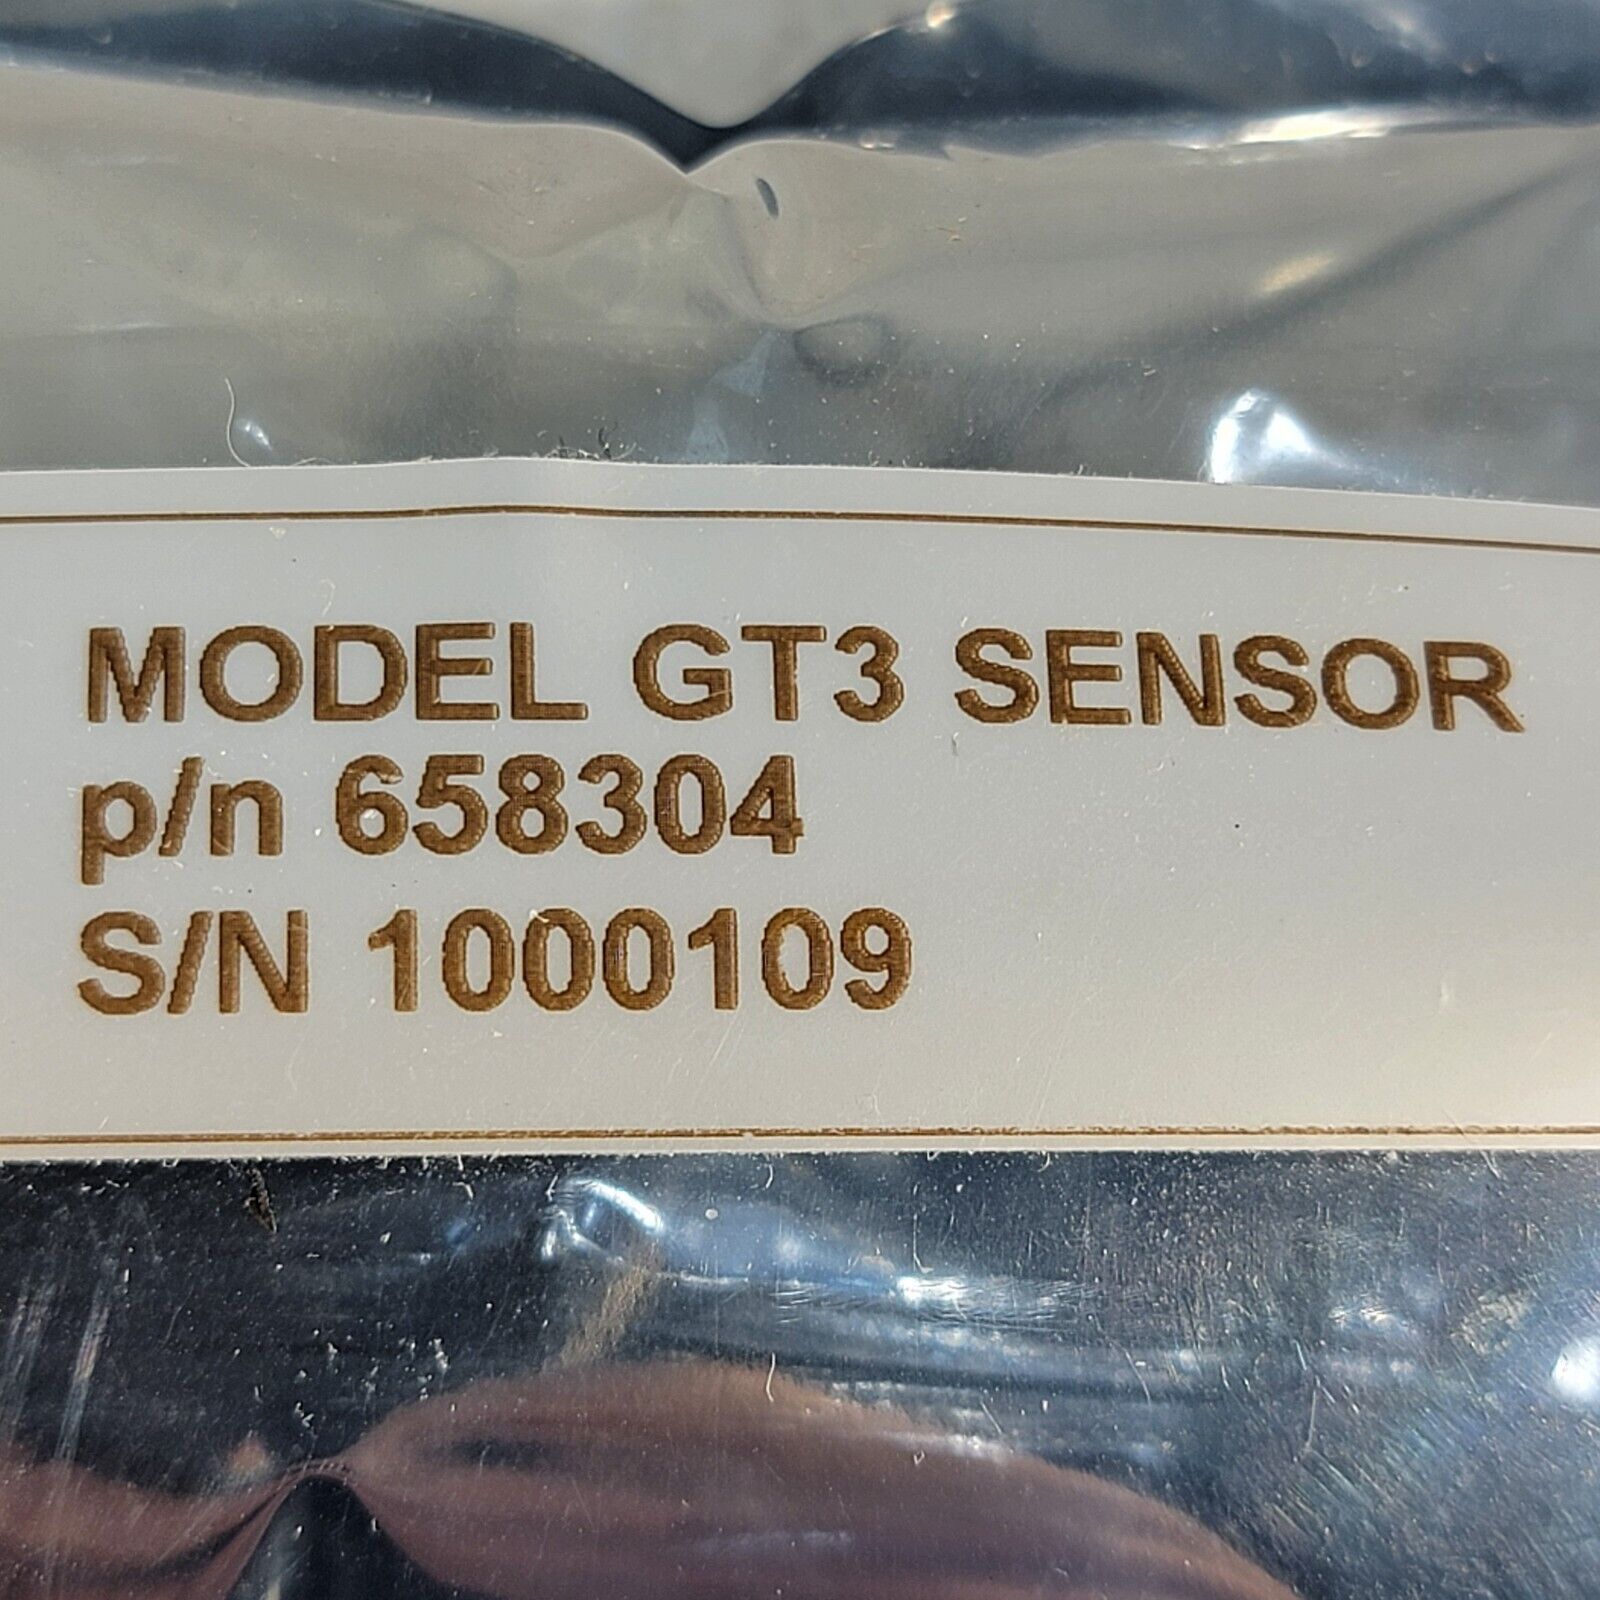 MODEL GT3 SENSOR
p/n 658304
S/N 1000109